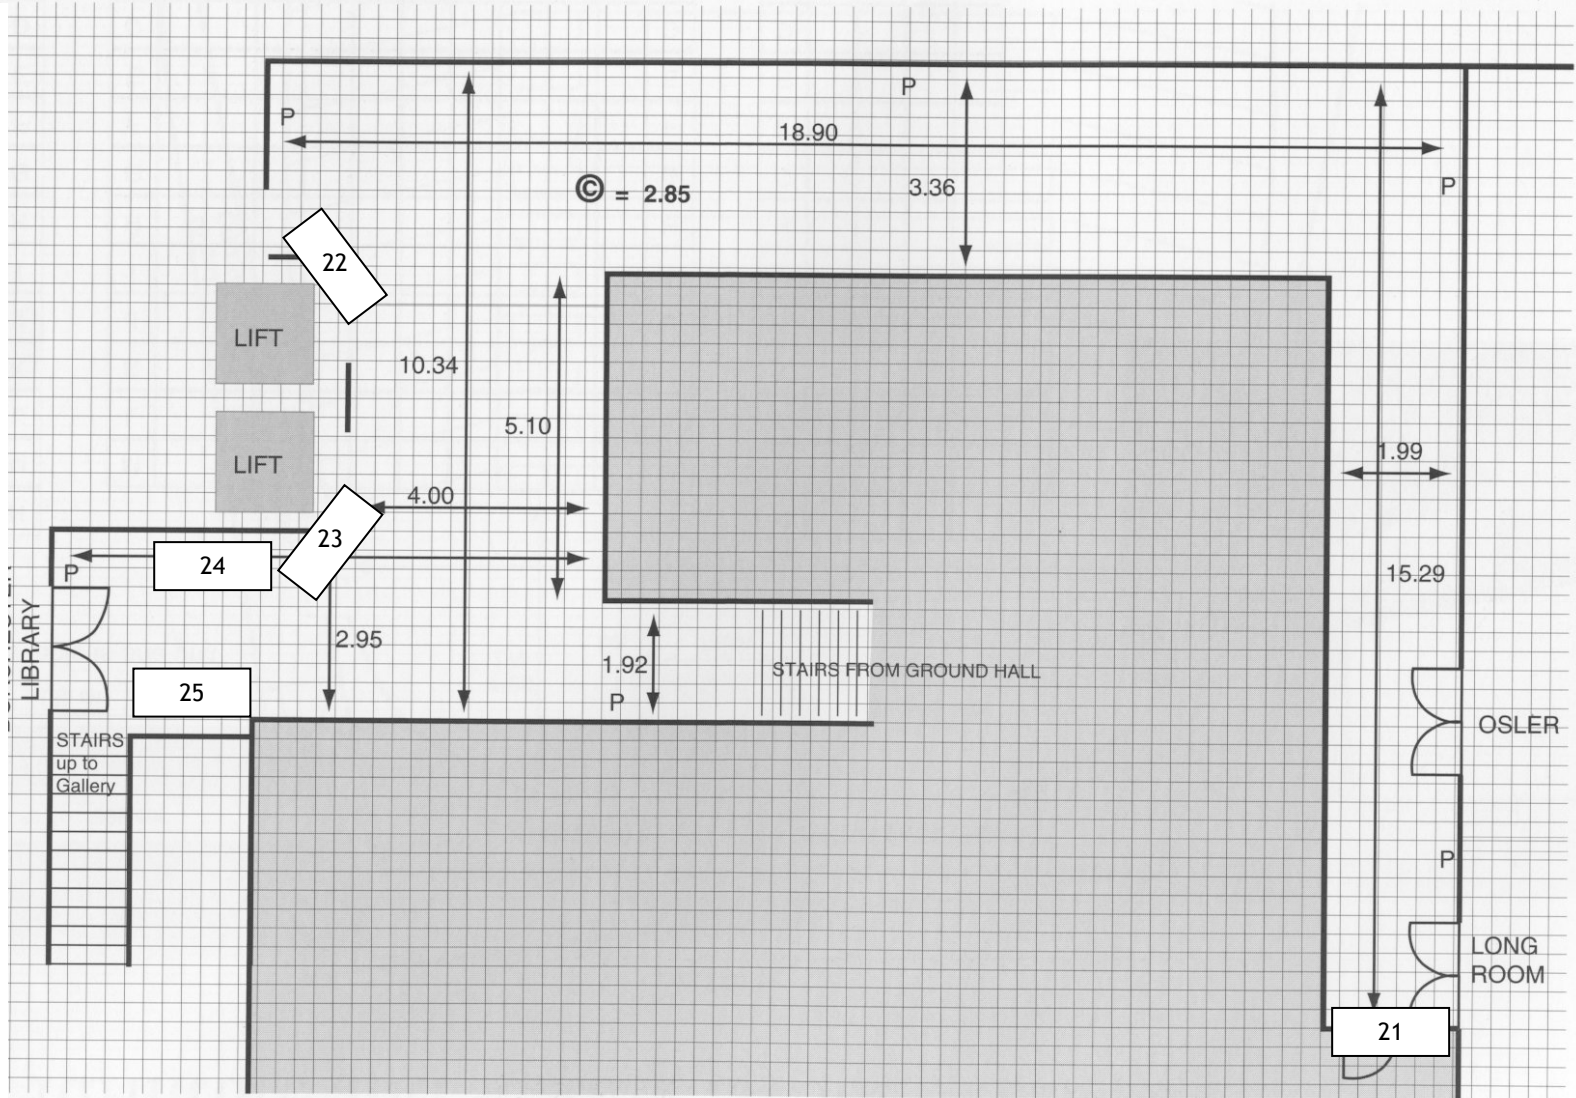 P
P
18.90
© = 2.85
3.36
P
22
LIFT
10.34
5.10
1.99
LIFT
4.00
23
24
P
15.29
LIBRARY
2.95
1.92
STAIRS FROM GROUND HALL
25
P
OSLER
STAIRS
up to
Gallery
P
LONG
ROOM
21